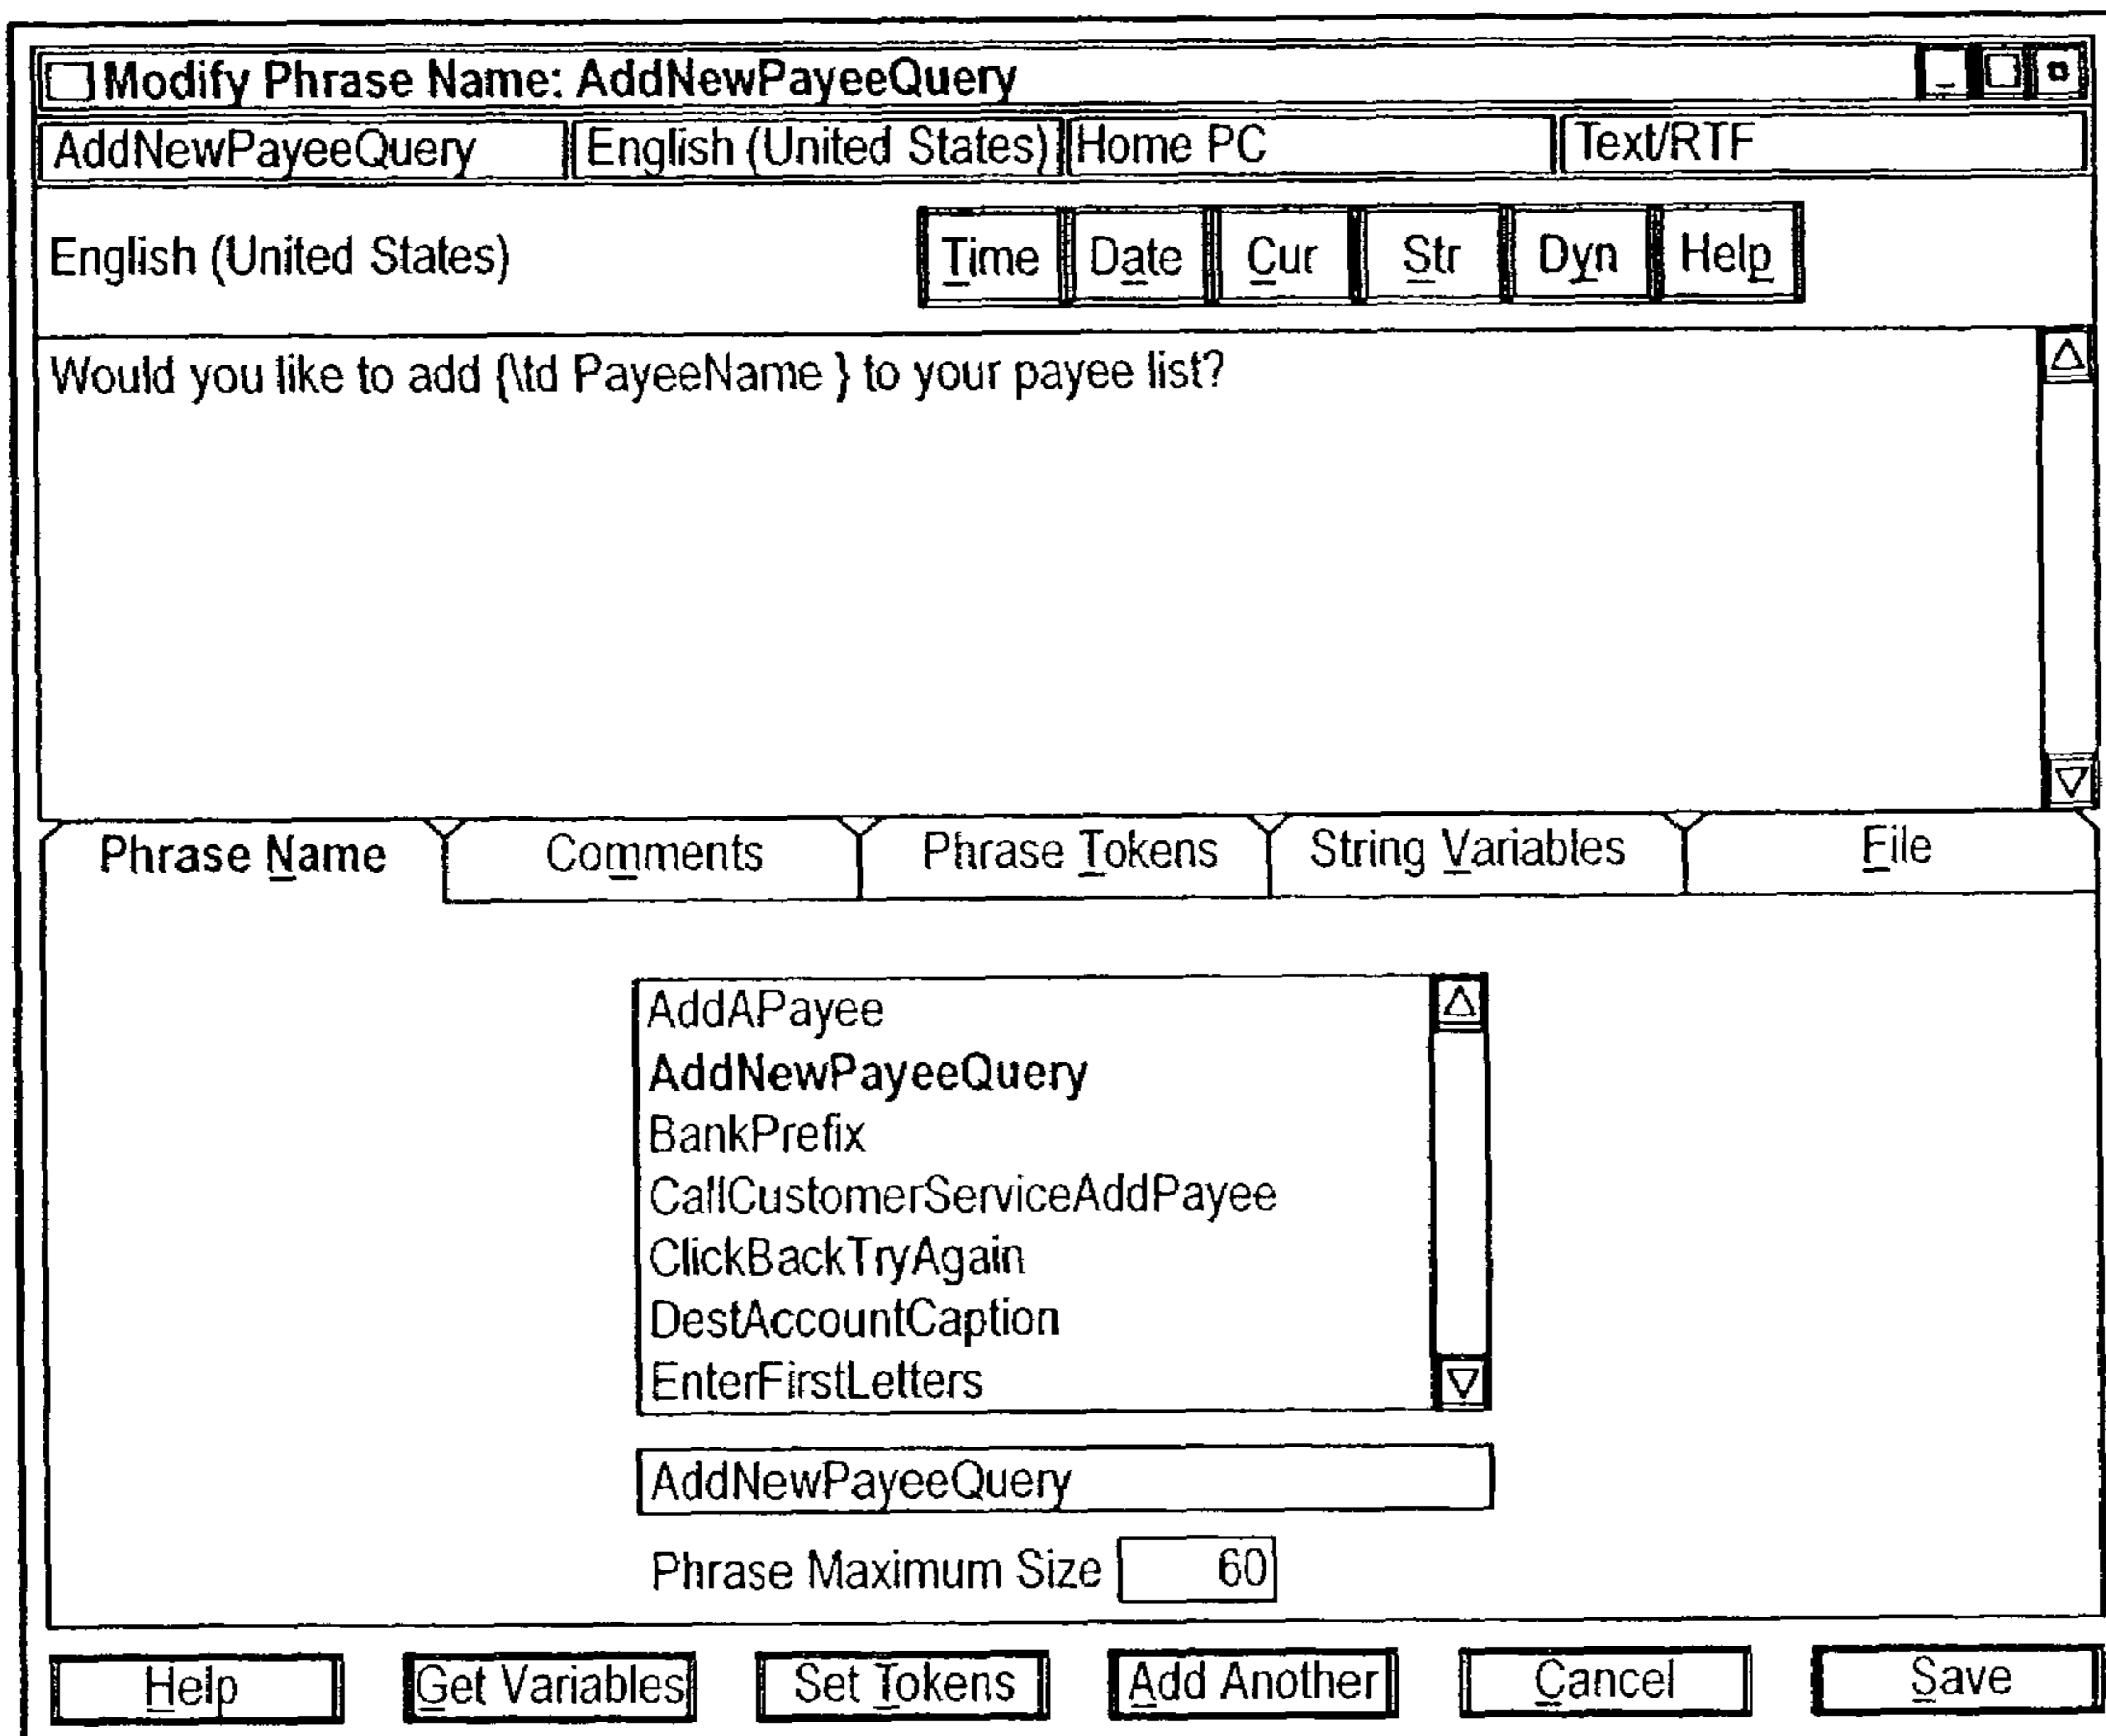 Modify Phrase Name: AddNewPayeeQuery
AddNewPayeeQuery English (United States) Home PC Text/RTF
English (United States) Time Date Cur Str Dyn Help
Would you like to add {\td PayeeName } to your payee list?
Phrase Name Comments Phrase Tokens String Variables File
AddAPayee
AddNewPayeeQuery
BankPrefix
CallCustomerServiceAddPayee
ClickBackTryAgain
DestAccountCaption
EnterFirstLetters
AddNewPayeeQuery
Phrase Maximum Size 60
Help Get Variables Set Tokens Add Another Cancel Save